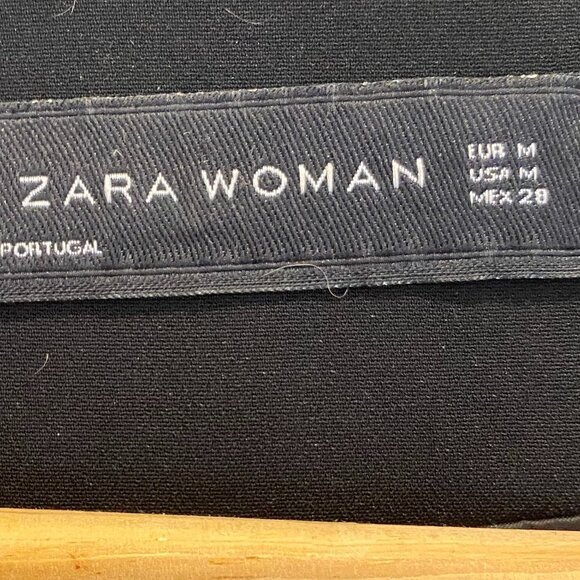 ZARA WOMAN
EUR M
USA M
MEX 28
PORTUGAL